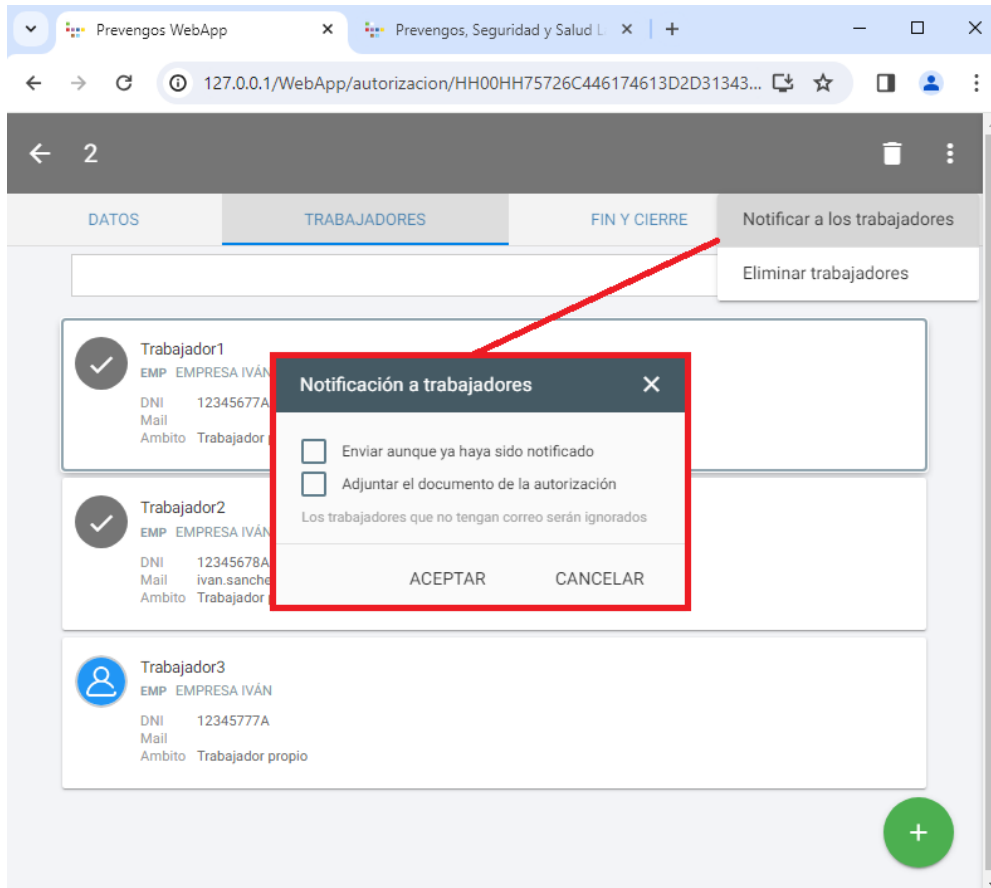 Prevengos WebApp
Prevengos, Seguridad y Salud L
127.0.0.1/WebApp/autorizacion/HH00HH75726C446174613D2D31343...
2
DATOS TRABAJADORES FIN Y CIERRE
Notificar a los trabajadores
Eliminar trabajadores
Trabajador1
EMP EMPRESA IVÁN
DNI 12345677A
Mail
Ambito Trabajador
Notificación a trabajadores
Enviar aunque ya haya sido notificado
Adjuntar el documento de la autorización
Los trabajadores que no tengan correo serán ignorados
ACEPTAR CANCELAR
Trabajador2
EMP EMPRESA IVÁN
DNI 12345678A
Mail ivan.sanche
Ambito Trabajador
Trabajador3
EMP EMPRESA IVÁN
DNI 12345777A
Mail
Ambito Trabajador propio